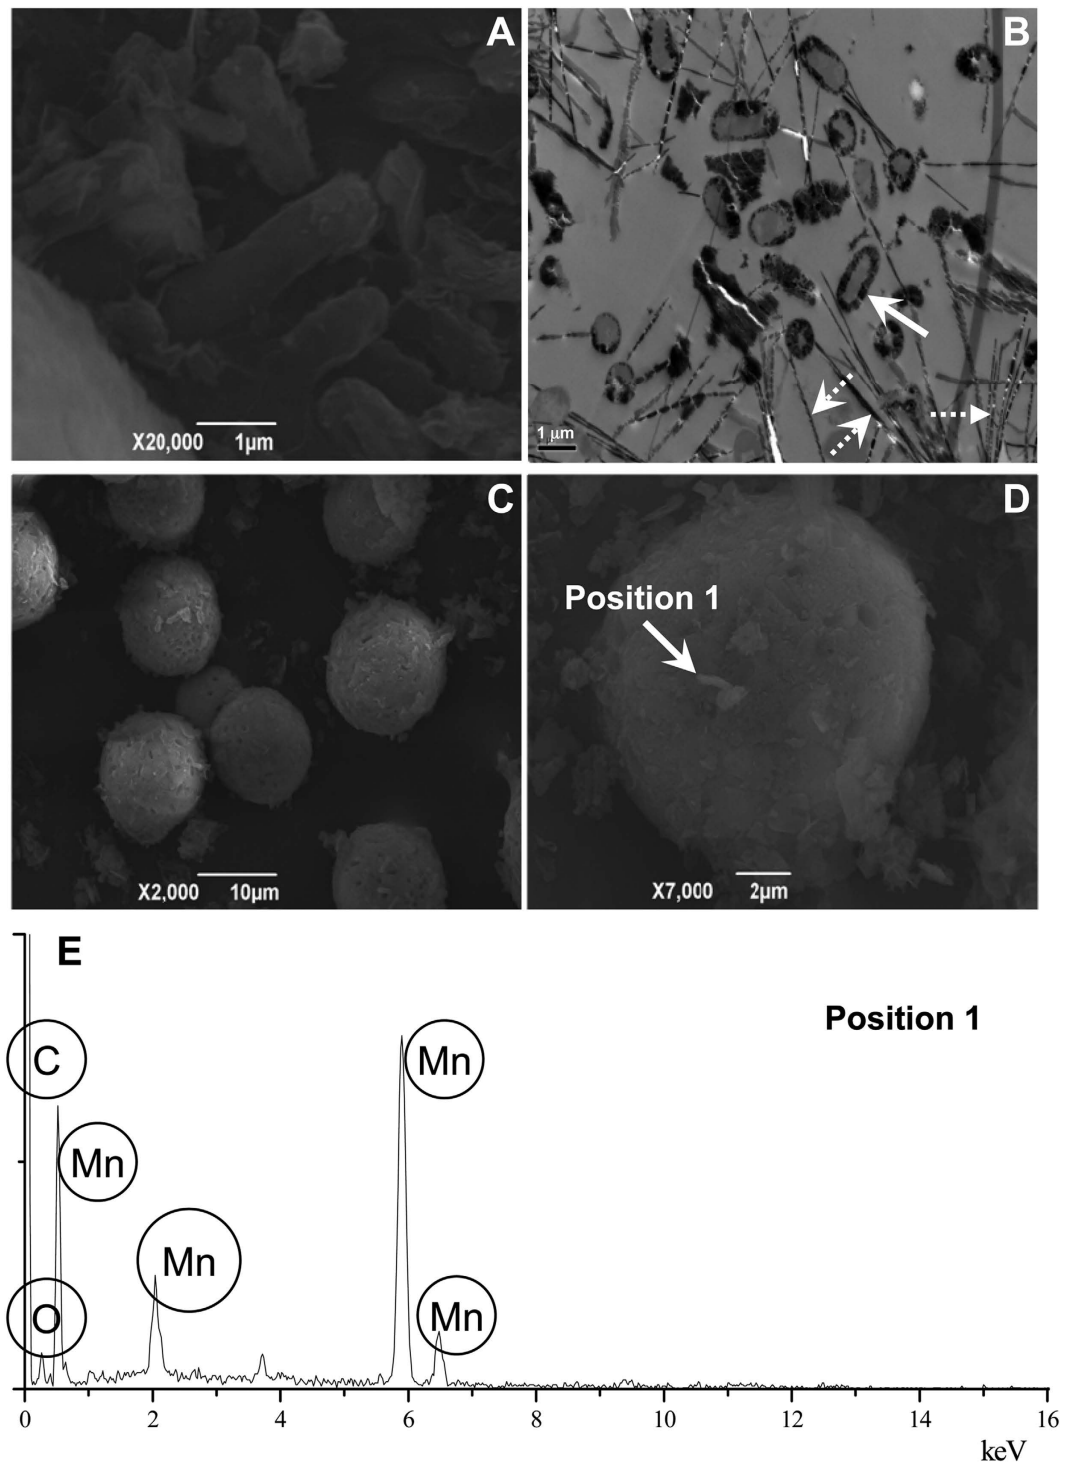 A
B
X20,000 1μm
1 μm
C
D
Position 1
X2,000 10μm
X7,000 2μm
E
Position 1
C
Mn
Mn
Mn
O
Mn
0 2 4 6 8 10 12 14 16
keV